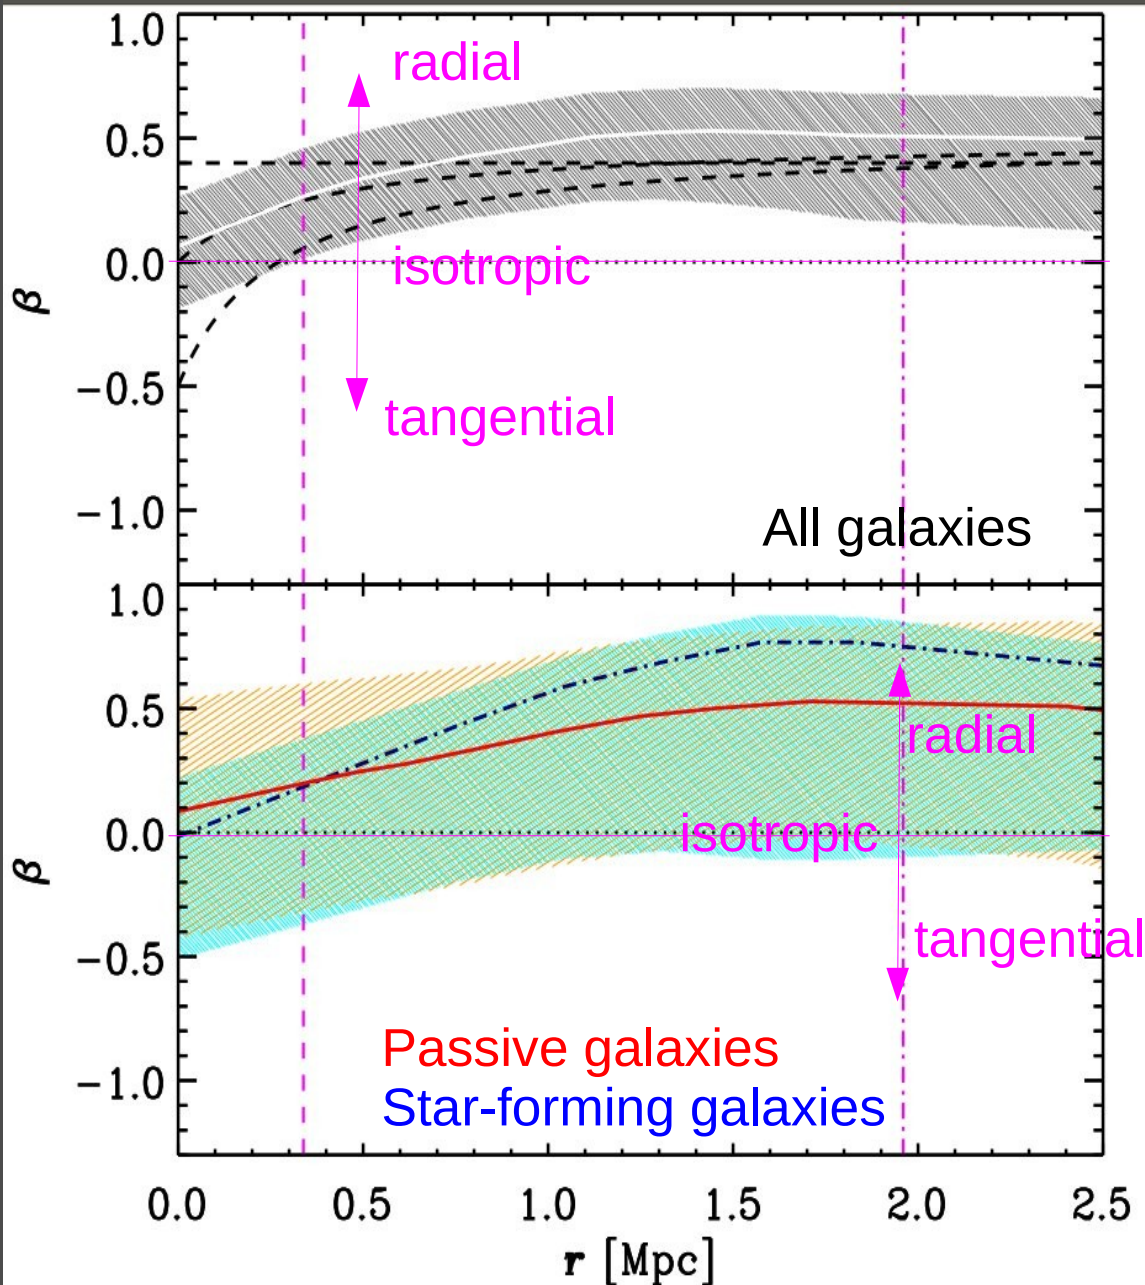 1.0
radial
0.5
isotropic
0.0
β
-0.5
tangential
-1.0
All galaxies
1.0
0.5
radial
isotropic
0.0
β
tangential
-0.5
Passive galaxies
-1.0
Star-forming galaxies
0.0 0.5 1.0 1.5 2.0 2.5
r [Mpc]